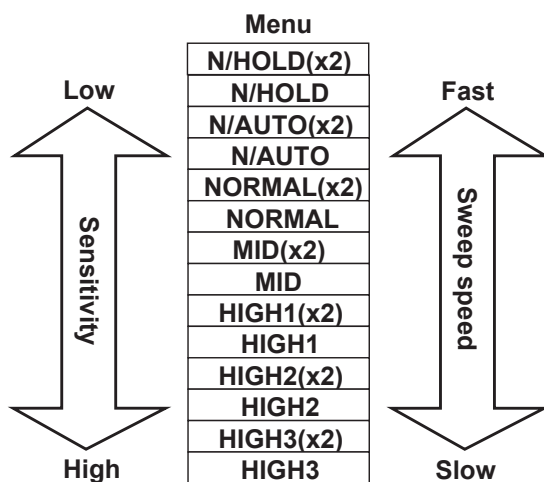 Menu
N/HOLD(x2)
Low
N/HOLD
Fast
N/AUTO(x2)
N/AUTO
NORMAL(x2)
NORMAL
MID(x2)
MID
HIGH1(x2)
HIGH1
HIGH2(x2)
HIGH2
HIGH3(x2)
HIGH3
Sensitivity
Sweep speed
High
Slow